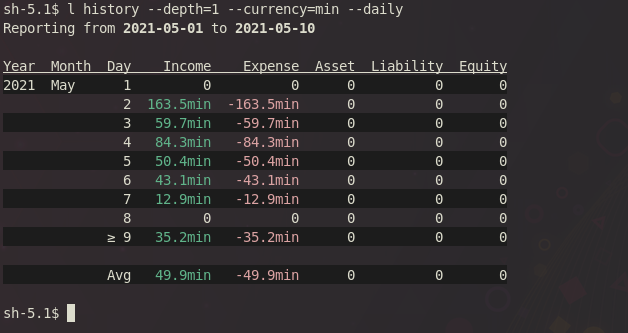 sh-5.1$ l history --depth=1 --currency=min --daily
Reporting from 2021-05-01 to 2021-05-10
Year Month Day Income Expense Asset Liability Equity
2021 May 1 0 0 0 0 0
2 163.5min -163.5min 0 0 0
3 59.7min -59.7min 0 0 0
4 84.3min -84.3min 0 0 0
5 50.4min -50.4min 0 0 0
6 43.1min -43.1min 0 0 0
7 12.9min -12.9min 0 0 0
8 0 0 0 0 0
≥ 9 35.2min -35.2min 0 0 0
Avg 49.9min -49.9min 0 0 0
sh-5.1$